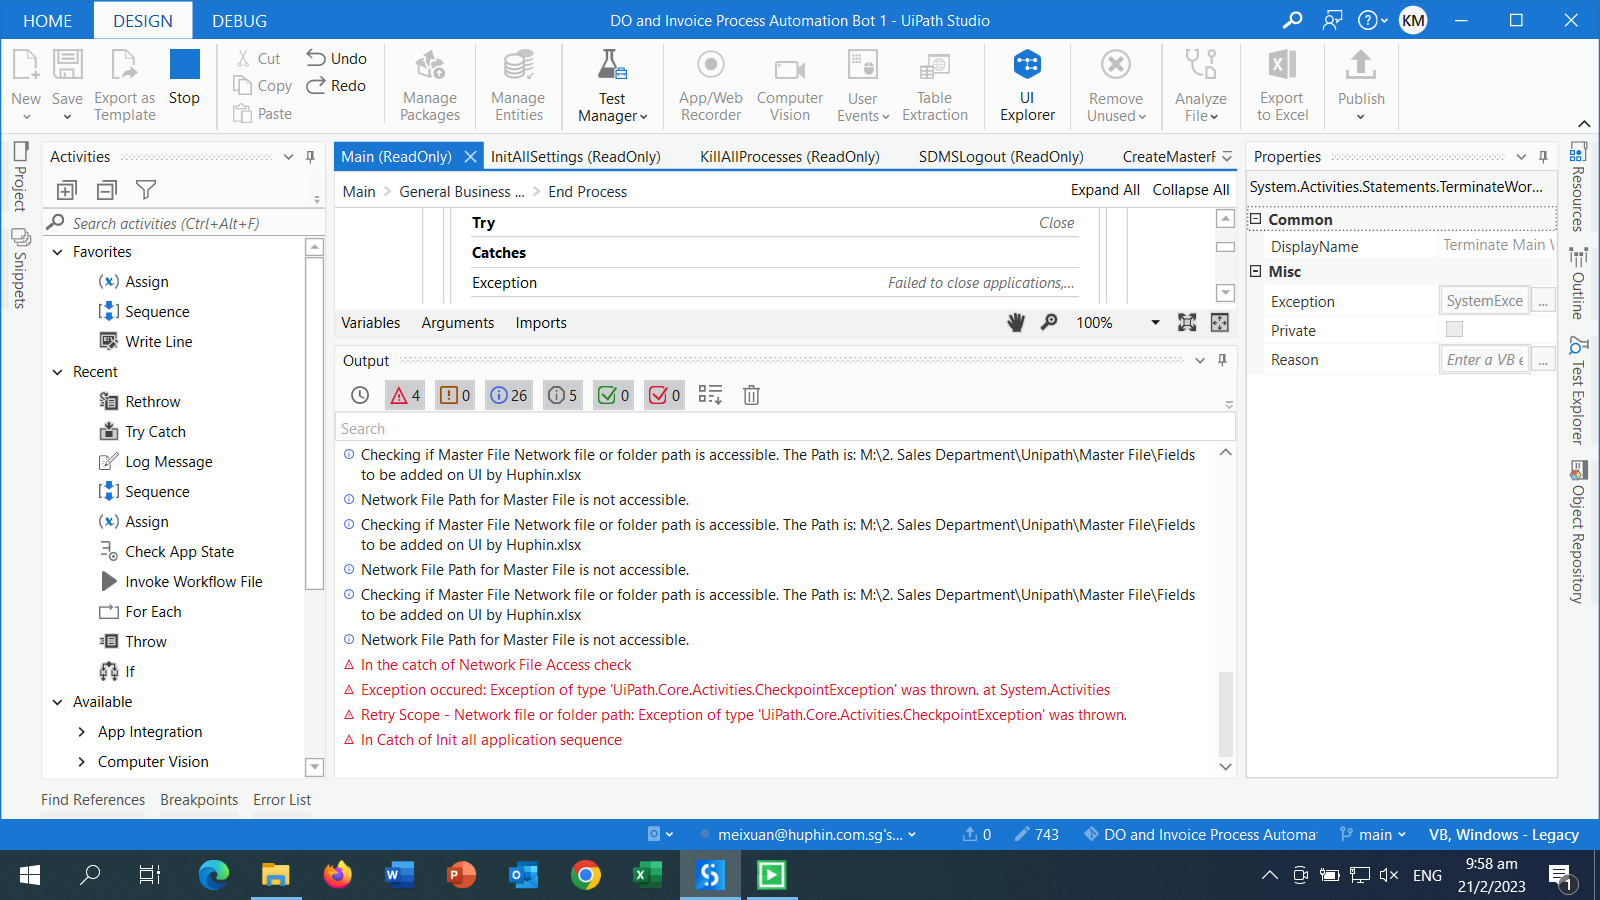 HOME
DESIGN
DEBUG
DO and Invoice Process Automation Bot 1 - UiPath Studio
KM
New
Save
Export as
Template
Stop
Cut
Copy
Paste
Undo
Redo
Manage
Packages
Manage
Entities
Test
Manager
App/Web
Recorder
Computer
Vision
User
Events
Table
Extraction
UI
Explorer
Remove
Unused
Analyze
File
Export
to Excel
Publish
Project
Snippets
Activities
Search activities (Ctrl+Alt+F)
Favorites
Assign
Sequence
Write Line
Recent
Rethrow
Try Catch
Log Message
Sequence
Assign
Check App State
Invoke Workflow File
For Each
Throw
If
Available
App Integration
Computer Vision
Main (ReadOnly)
InitAllSettings (ReadOnly)
KillAllProcesses (ReadOnly)
SDMSLogout (ReadOnly)
CreateMasterF
Main > General Business ... > End Process
Expand All
Collapse All
Try
Close
Catches
Exception
Failed to close applications,...
Variables
Arguments
Imports
100%
Output
4
0
26
5
0
0
Search
Checking if Master File Network file or folder path is accessible. The Path is: M:\2. Sales Department\Unipath\Master File\Fields
to be added on UI by Huphin.xlsx
Network File Path for Master File is not accessible.
Checking if Master File Network file or folder path is accessible. The Path is: M:\2. Sales Department\Unipath\Master File\Fields
to be added on UI by Huphin.xlsx
Network File Path for Master File is not accessible.
Checking if Master File Network file or folder path is accessible. The Path is: M:\2. Sales Department\Unipath\Master File\Fields
to be added on UI by Huphin.xlsx
Network File Path for Master File is not accessible.
In the catch of Network File Access check
Exception occured: Exception of type 'UiPath.Core.Activities.CheckpointException' was thrown. at System.Activities
Retry Scope - Network file or folder path: Exception of type 'UiPath.Core.Activities.CheckpointException' was thrown.
In Catch of Init all application sequence
Properties
System.Activities.Statements.TerminateWor...
Common
DisplayName
Terminate Main W
Misc
Exception
SystemExce
...
Private
Reason
Enter a VB e
...
Resources
Outline
Test Explorer
Object Repository
Find References
Breakpoints
Error List
meixuan@huphin.com.sg's...
0
743
DO and Invoice Process Automa
main
VB, Windows - Legacy
ENG
9:58 am
21/2/2023
1